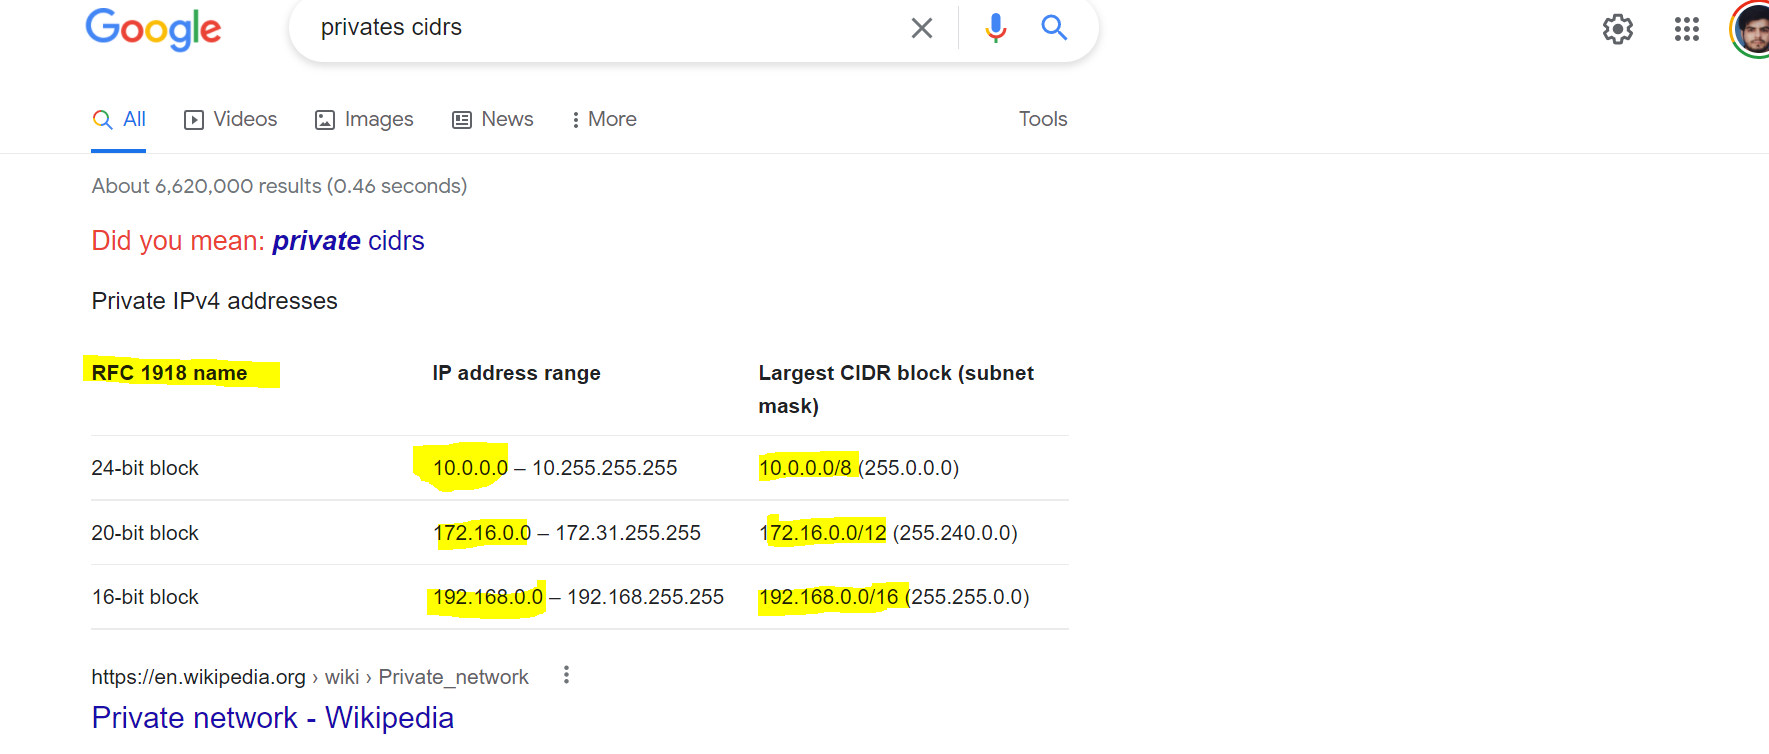 Google
privates cidrs
All Videos Images News More Tools
About 6,620,000 results (0.46 seconds)
Did you mean: private cidrs
Private IPv4 addresses
RFC 1918 name IP address range Largest CIDR block (subnet
mask)
24-bit block 10.0.0.0 – 10.255.255.255 10.0.0.0/8 (255.0.0.0)
20-bit block 172.16.0.0 – 172.31.255.255 172.16.0.0/12 (255.240.0.0)
16-bit block 192.168.0.0 – 192.168.255.255 192.168.0.0/16 (255.255.0.0)
https://en.wikipedia.org › wiki › Private_network
Private network - Wikipedia